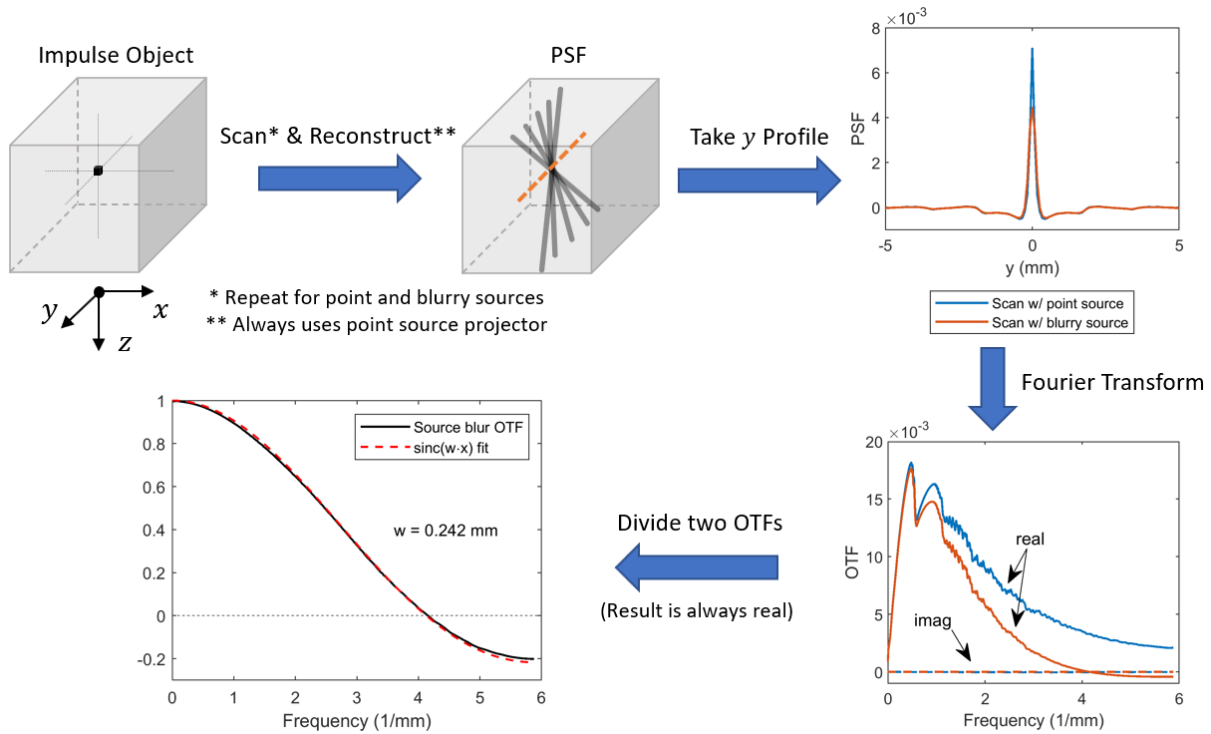 Impulse Object
PSF
Scan* & Reconstruct**
Take y Profile
y
x
z
* Repeat for point and blurry sources
** Always uses point source projector
×10⁻³
8
6
4
2
0
PSF
-5
0
5
y (mm)
Scan w/ point source
Scan w/ blurry source
Fourier Transform
×10⁻³
20
15
10
5
0
OTF
real
imag
0
2
4
6
Frequency (1/mm)
Divide two OTFs
(Result is always real)
1
0.8
0.6
0.4
0.2
0
-0.2
Source blur OTF
sinc(w·x) fit
w = 0.242 mm
0
1
2
3
4
5
6
Frequency (1/mm)